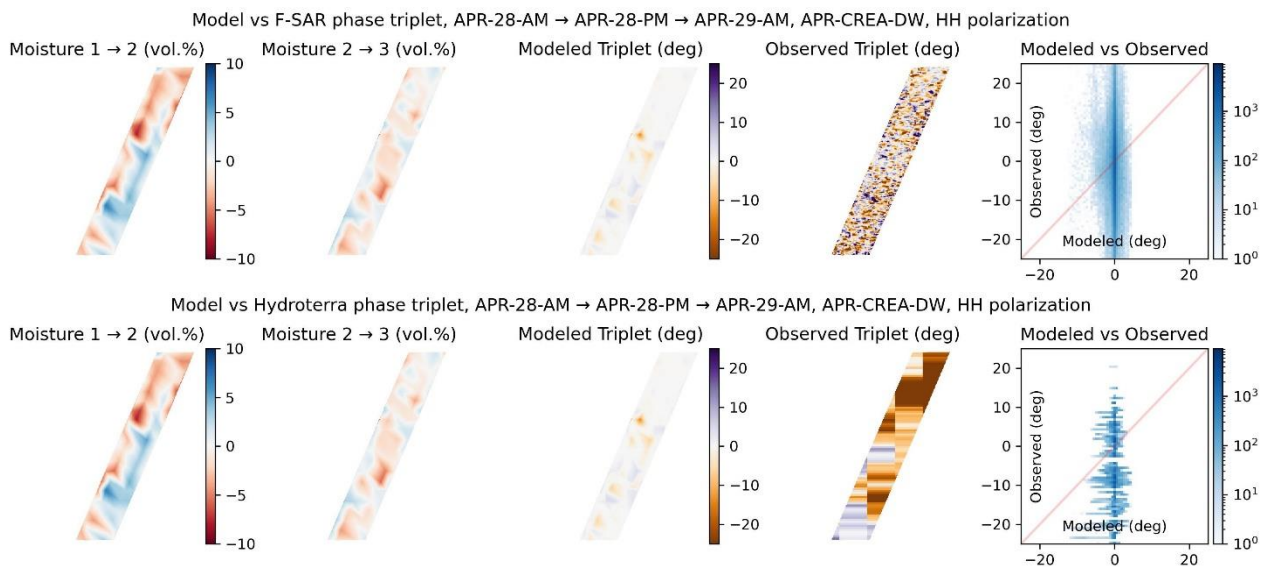 Model vs F-SAR phase triplet, APR-28-AM → APR-28-PM → APR-29-AM, APR-CREA-DW, HH polarization
Moisture 1 → 2 (vol.%)
10
5
0
−5
−10
Moisture 2 → 3 (vol.%)
Modeled Triplet (deg)
20
10
0
−10
−20
Observed Triplet (deg)
Modeled vs Observed
Observed (deg)
20
10
0
−10
−20
Modeled (deg)
−20
0
20
10³
10²
10¹
10⁰
Model vs Hydroterra phase triplet, APR-28-AM → APR-28-PM → APR-29-AM, APR-CREA-DW, HH polarization
Moisture 1 → 2 (vol.%)
10
5
0
−5
−10
Moisture 2 → 3 (vol.%)
Modeled Triplet (deg)
20
10
0
−10
−20
Observed Triplet (deg)
Modeled vs Observed
Observed (deg)
20
10
0
−10
−20
Modeled (deg)
−20
0
20
10³
10²
10¹
10⁰